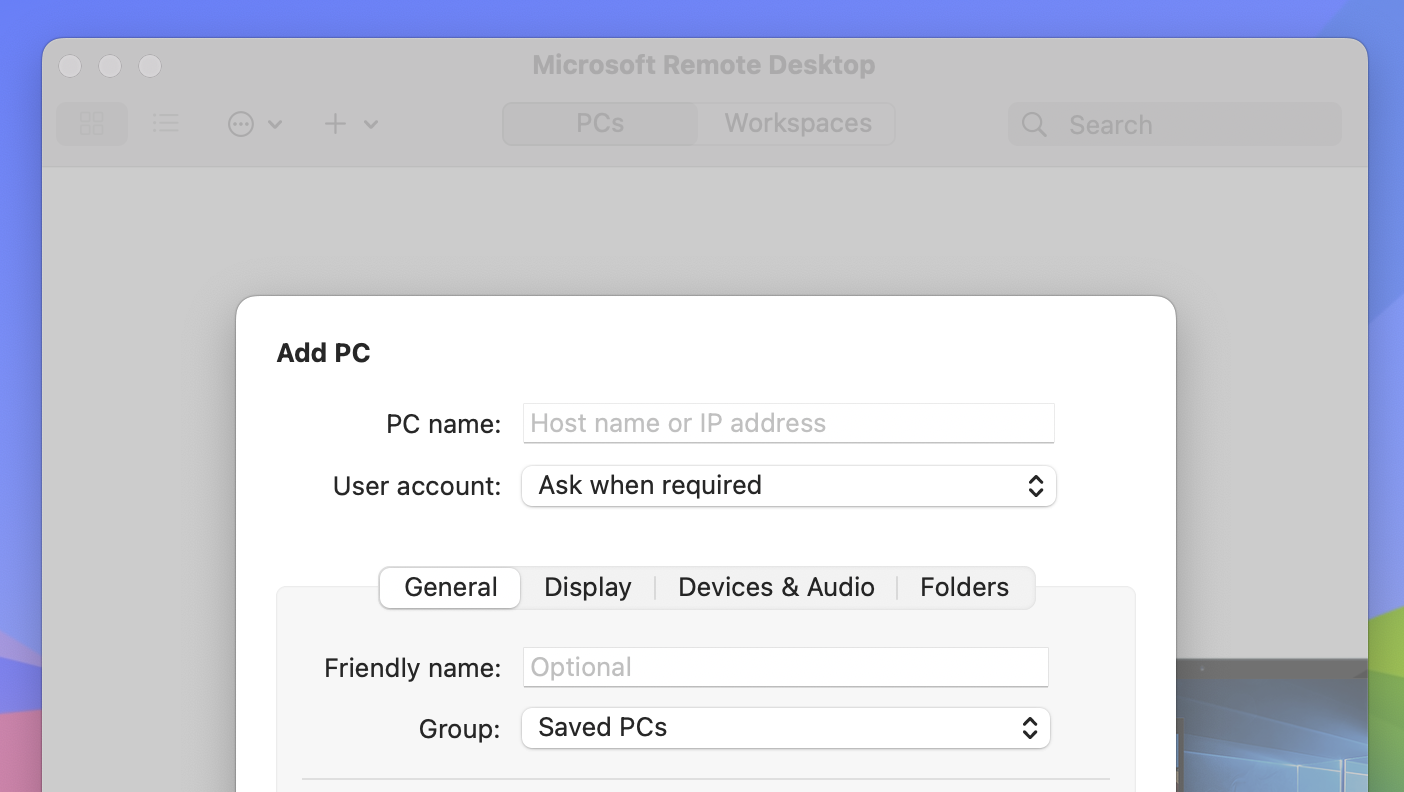 Microsoft Remote Desktop
PCs Workspaces Search
Add PC
PC name: Host name or IP address
User account: Ask when required
General Display Devices & Audio Folders
Friendly name: Optional
Group: Saved PCs